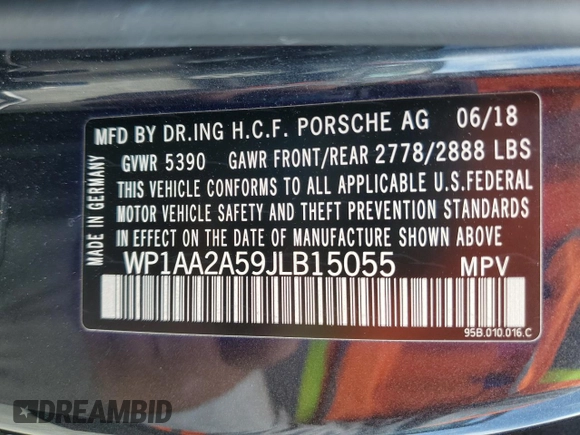 MFD BY DR.ING H.C.F. PORSCHE AG 06/18
GVWR 5390 GAWR FRONT/REAR 2778/2888 LBS
THIS VEHICLE CONFORMS TO ALL APPLICABLE U.S.FEDERAL
MOTOR VEHICLE SAFETY AND THEFT PREVENTION STANDARDS
IN EFFECT ON THE DATE OF MANUFACTURE SHOWN ABOVE.
WP1AA2A59JLB15055 MPV
95B.010.016.C
MADE IN GERMANY
DREAMBID